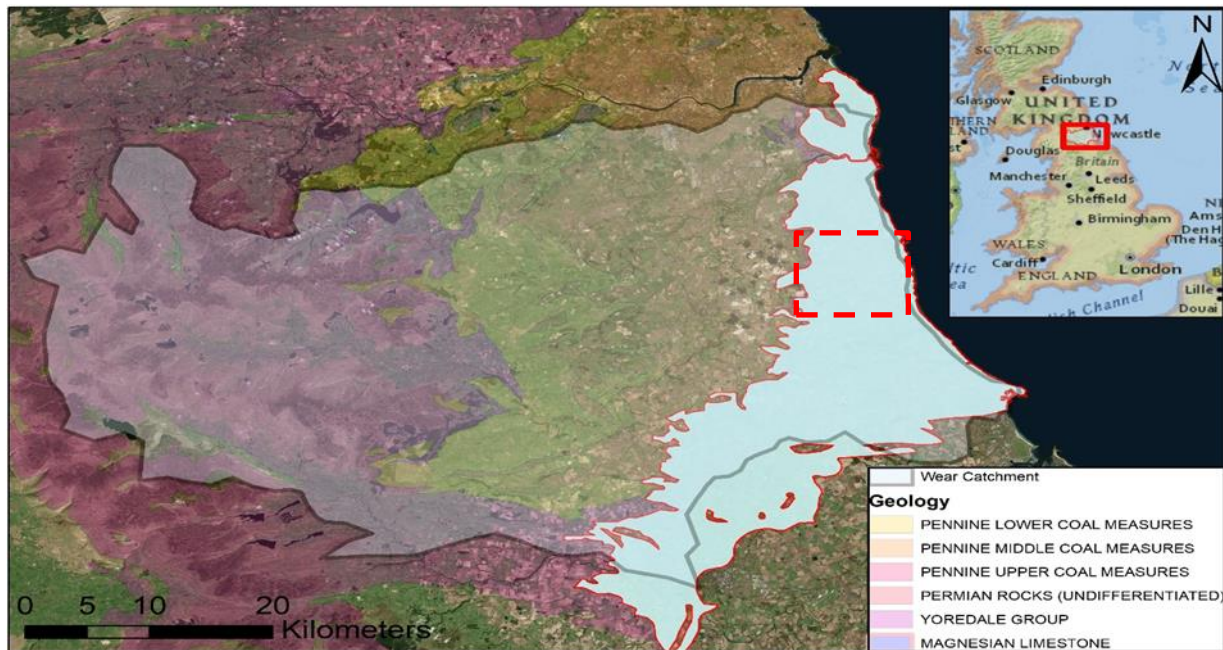 N
SCOTLAND
Edinburgh
Glasgow
UNITED
KINGDOM
Newcastle
Douglas
Britain
Manchester
Leeds
Sheffield
Birmingham
WALES
Cardiff
London
ENGLAND
Lille
Douai
Channel
Wear Catchment
Geology
PENNINE LOWER COAL MEASURES
PENNINE MIDDLE COAL MEASURES
PENNINE UPPER COAL MEASURES
PERMIAN ROCKS (UNDIFFERENTIATED)
YOREDALE GROUP
MAGNESIAN LIMESTONE
0 5 10 20
Kilometers